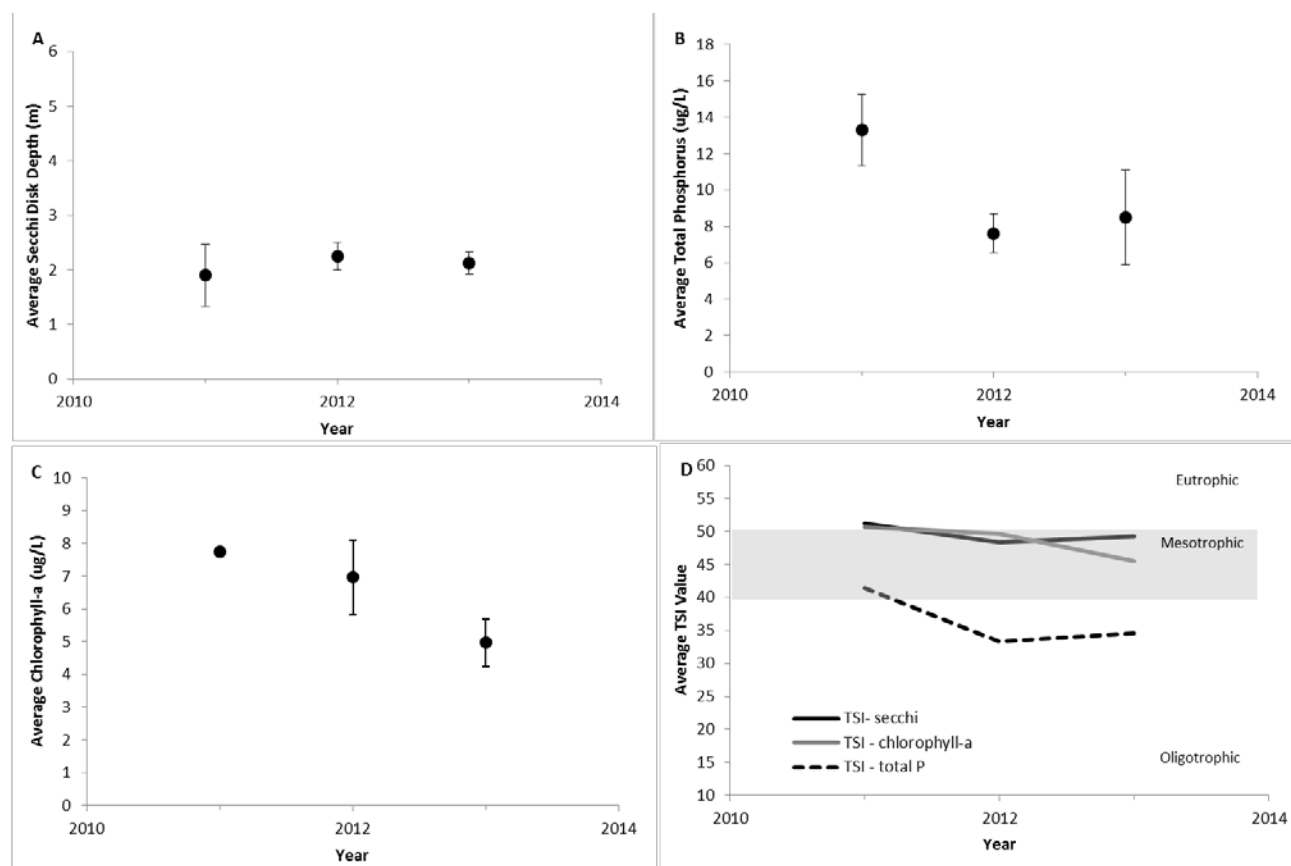 A
Average Secchi Disk Depth (m)
6
5
4
3
2
1
0
2010
2012
2014
Year
B
Average Total Phosphorus (ug/L)
18
16
14
12
10
8
6
4
2
0
2010
2012
2014
Year
C
Average Chlorophyll-a (ug/L)
10
9
8
7
6
5
4
3
2
1
0
2010
2012
2014
Year
D
Average TSI Value
60
55
50
45
40
35
30
25
20
15
10
Eutrophic
Mesotrophic
Oligotrophic
TSI- secchi
TSI - chlorophyll-a
TSI - total P
2010
2012
2014
Year